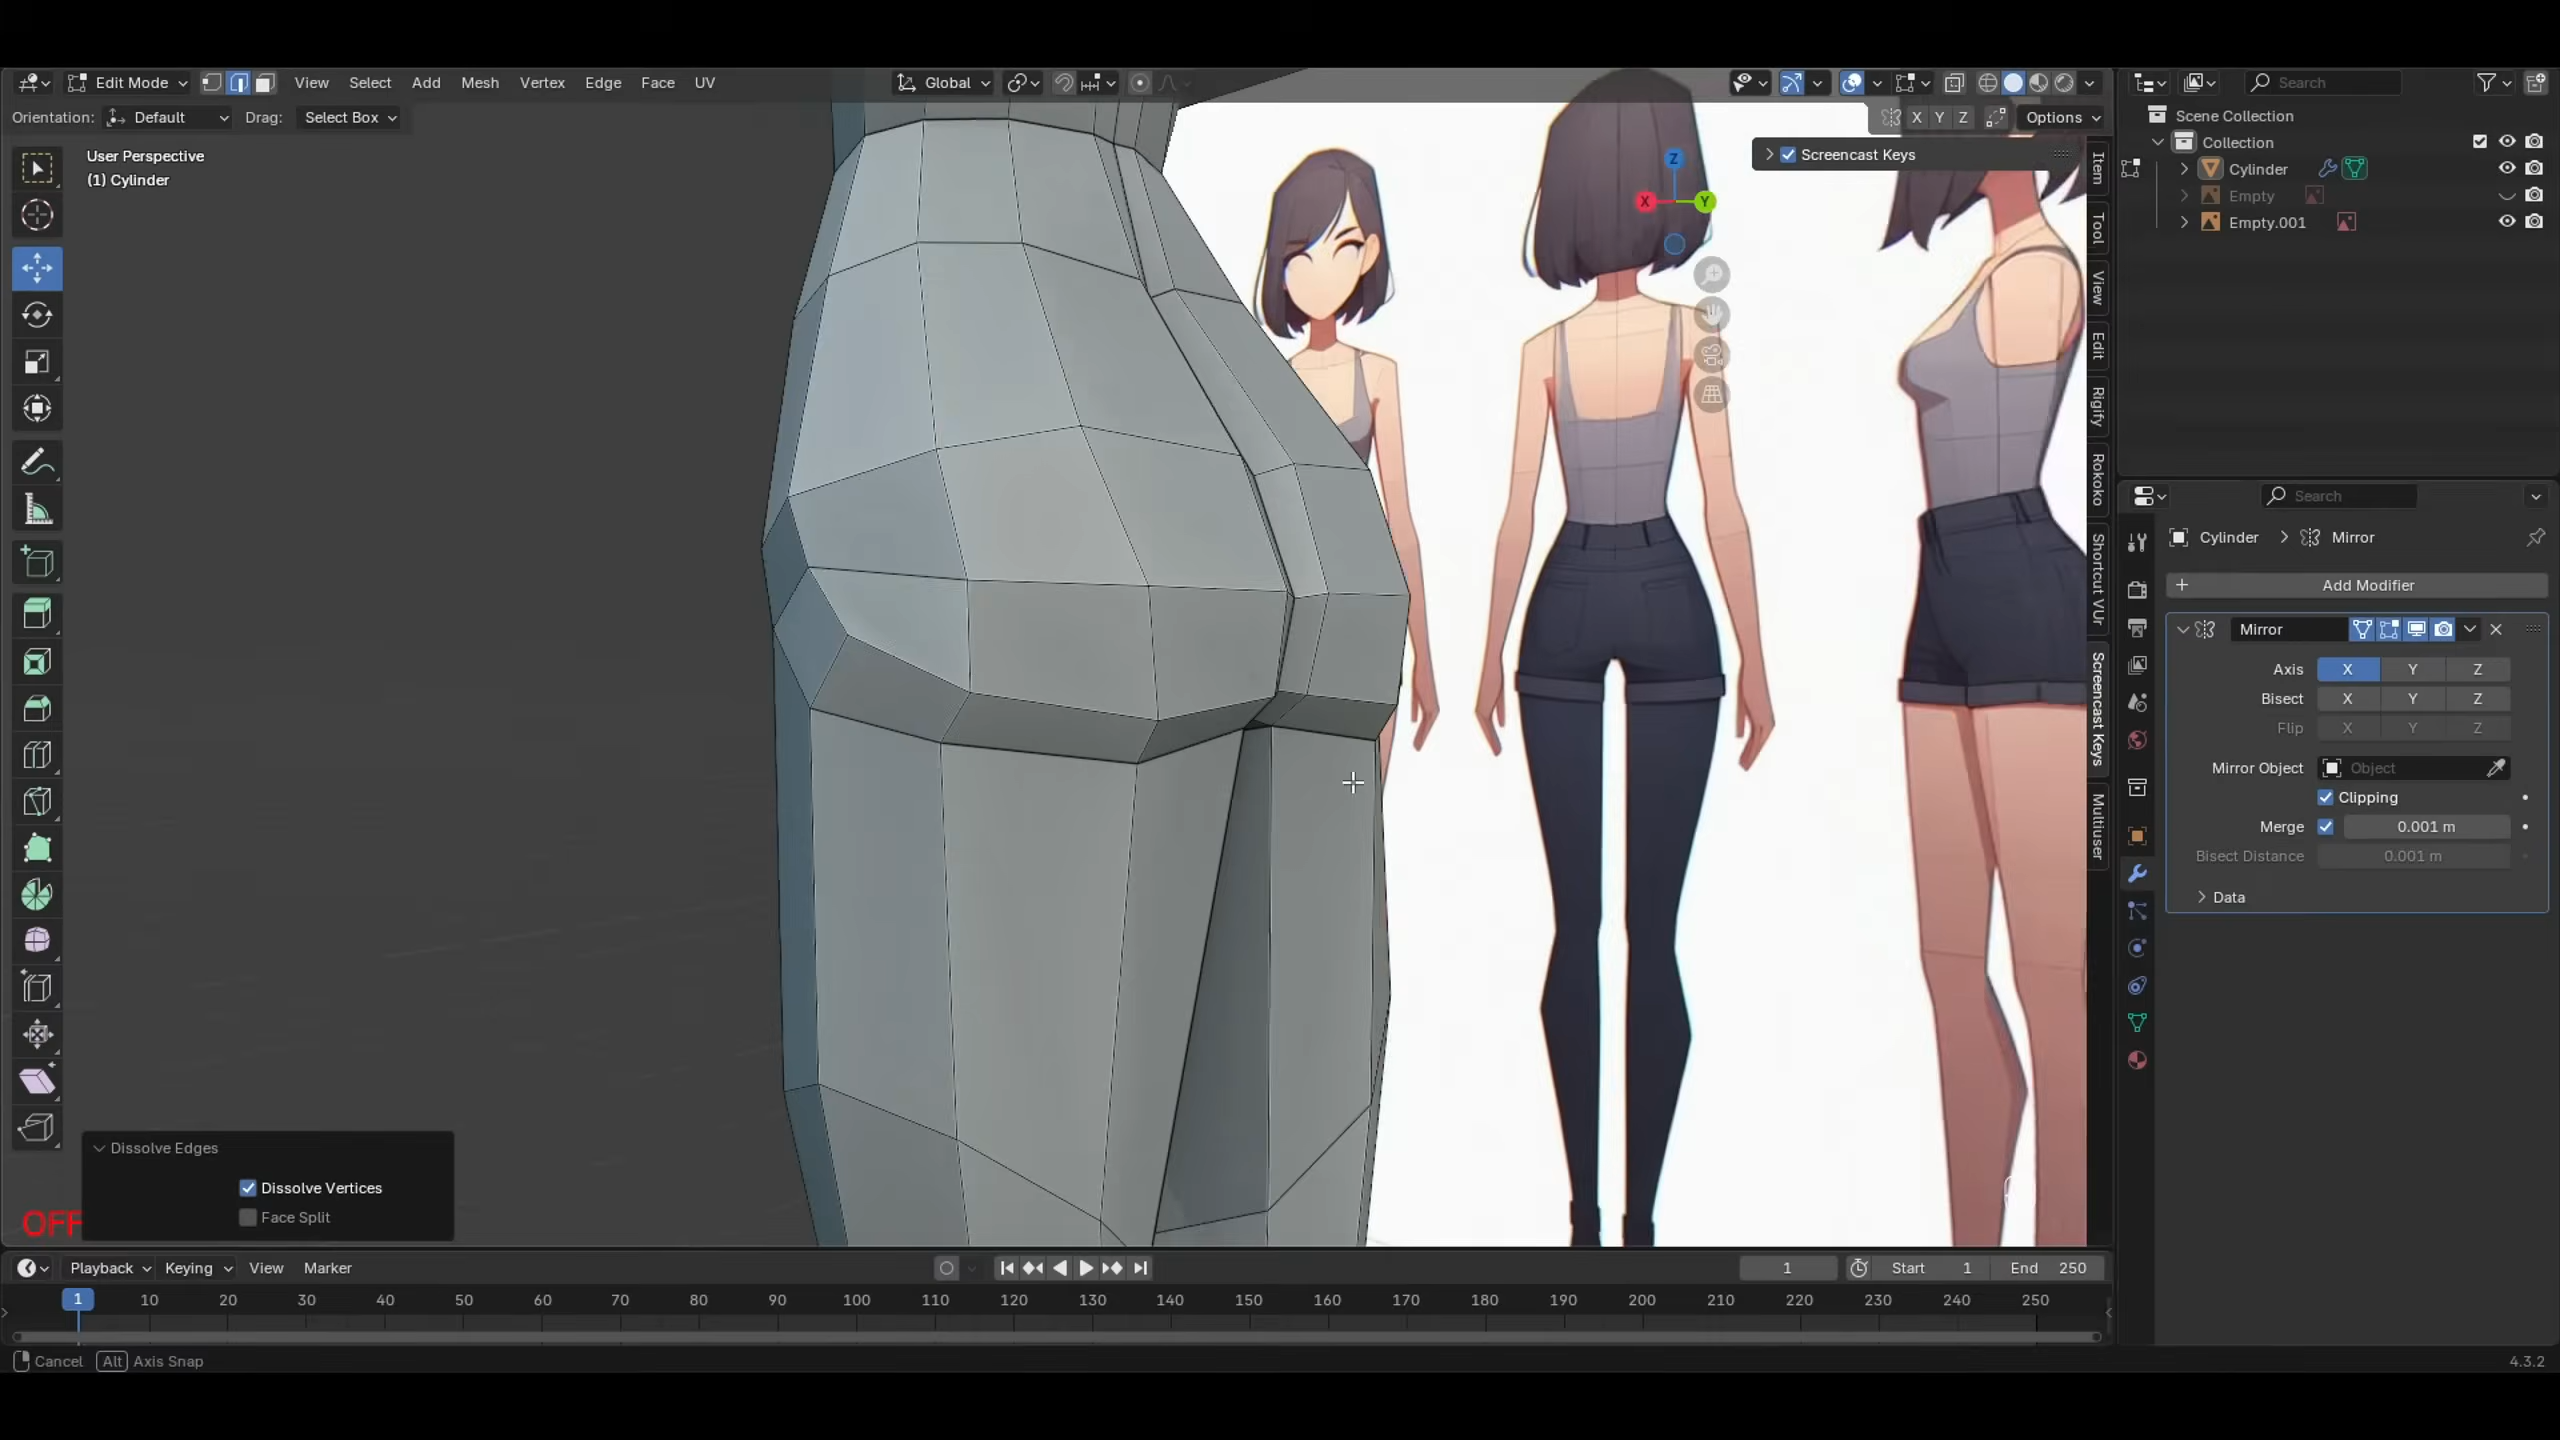 Edit Mode View Select Add Mesh Vertex Edge Face UV Global Search
Orientation: Default Drag: Select Box X Y Z Options
User Perspective
(1) Cylinder
Screencast Keys
Z
X
Y
Item
Tool
View
Edit
Rigify
Rokoko
Shortcut VUr
Screencast Keys
Multiuser
Scene Collection
Collection
Cylinder
Empty
Empty.001
Search
Cylinder > Mirror
+ Add Modifier
Mirror
Axis X Y Z
Bisect X Y Z
Flip X Y Z
Mirror Object Object
Clipping
Merge 0.001 m
Bisect Distance 0.001 m
Data
Dissolve Edges
Dissolve Vertices
Face Split
OFF
Playback Keying View Marker 1 Start 1 End 250
1 10 20 30 40 50 60 70 80 90 100 110 120 130 140 150 160 170 180 190 200 210 220 230 240 250
Cancel Alt Axis Snap 4.3.2